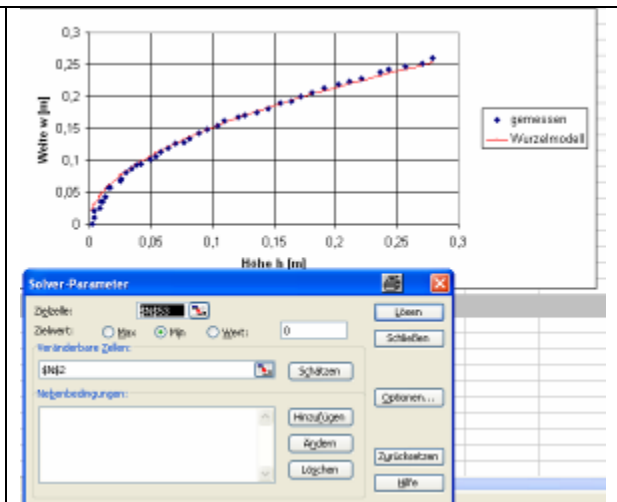 0,3
0,25
0,2
0,15
0,1
0,05
0
Weite w [m]
0 0,05 0,1 0,15 0,2 0,25 0,3
Höhe h [m]
gemessen
Wurzelmodell
Solver-Parameter
Zielzelle: $N$53
Lösen
Zielwert: Max Min Wert: 0
Schließen
Veränderbare Zellen:
$N$2
Schätzen
Nebenbedingungen:
Optionen...
Hinzufügen
Ändern
Löschen
Zurücksetzen
Hilfe